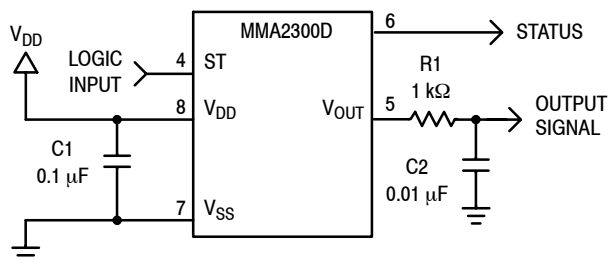 MMA2300D
6
STATUS
V_DD
LOGIC
INPUT
4
ST
R1
1 kΩ
8
V_DD
V_OUT
5
OUTPUT
SIGNAL
C1
0.1 μF
C2
0.01 μF
7
V_SS